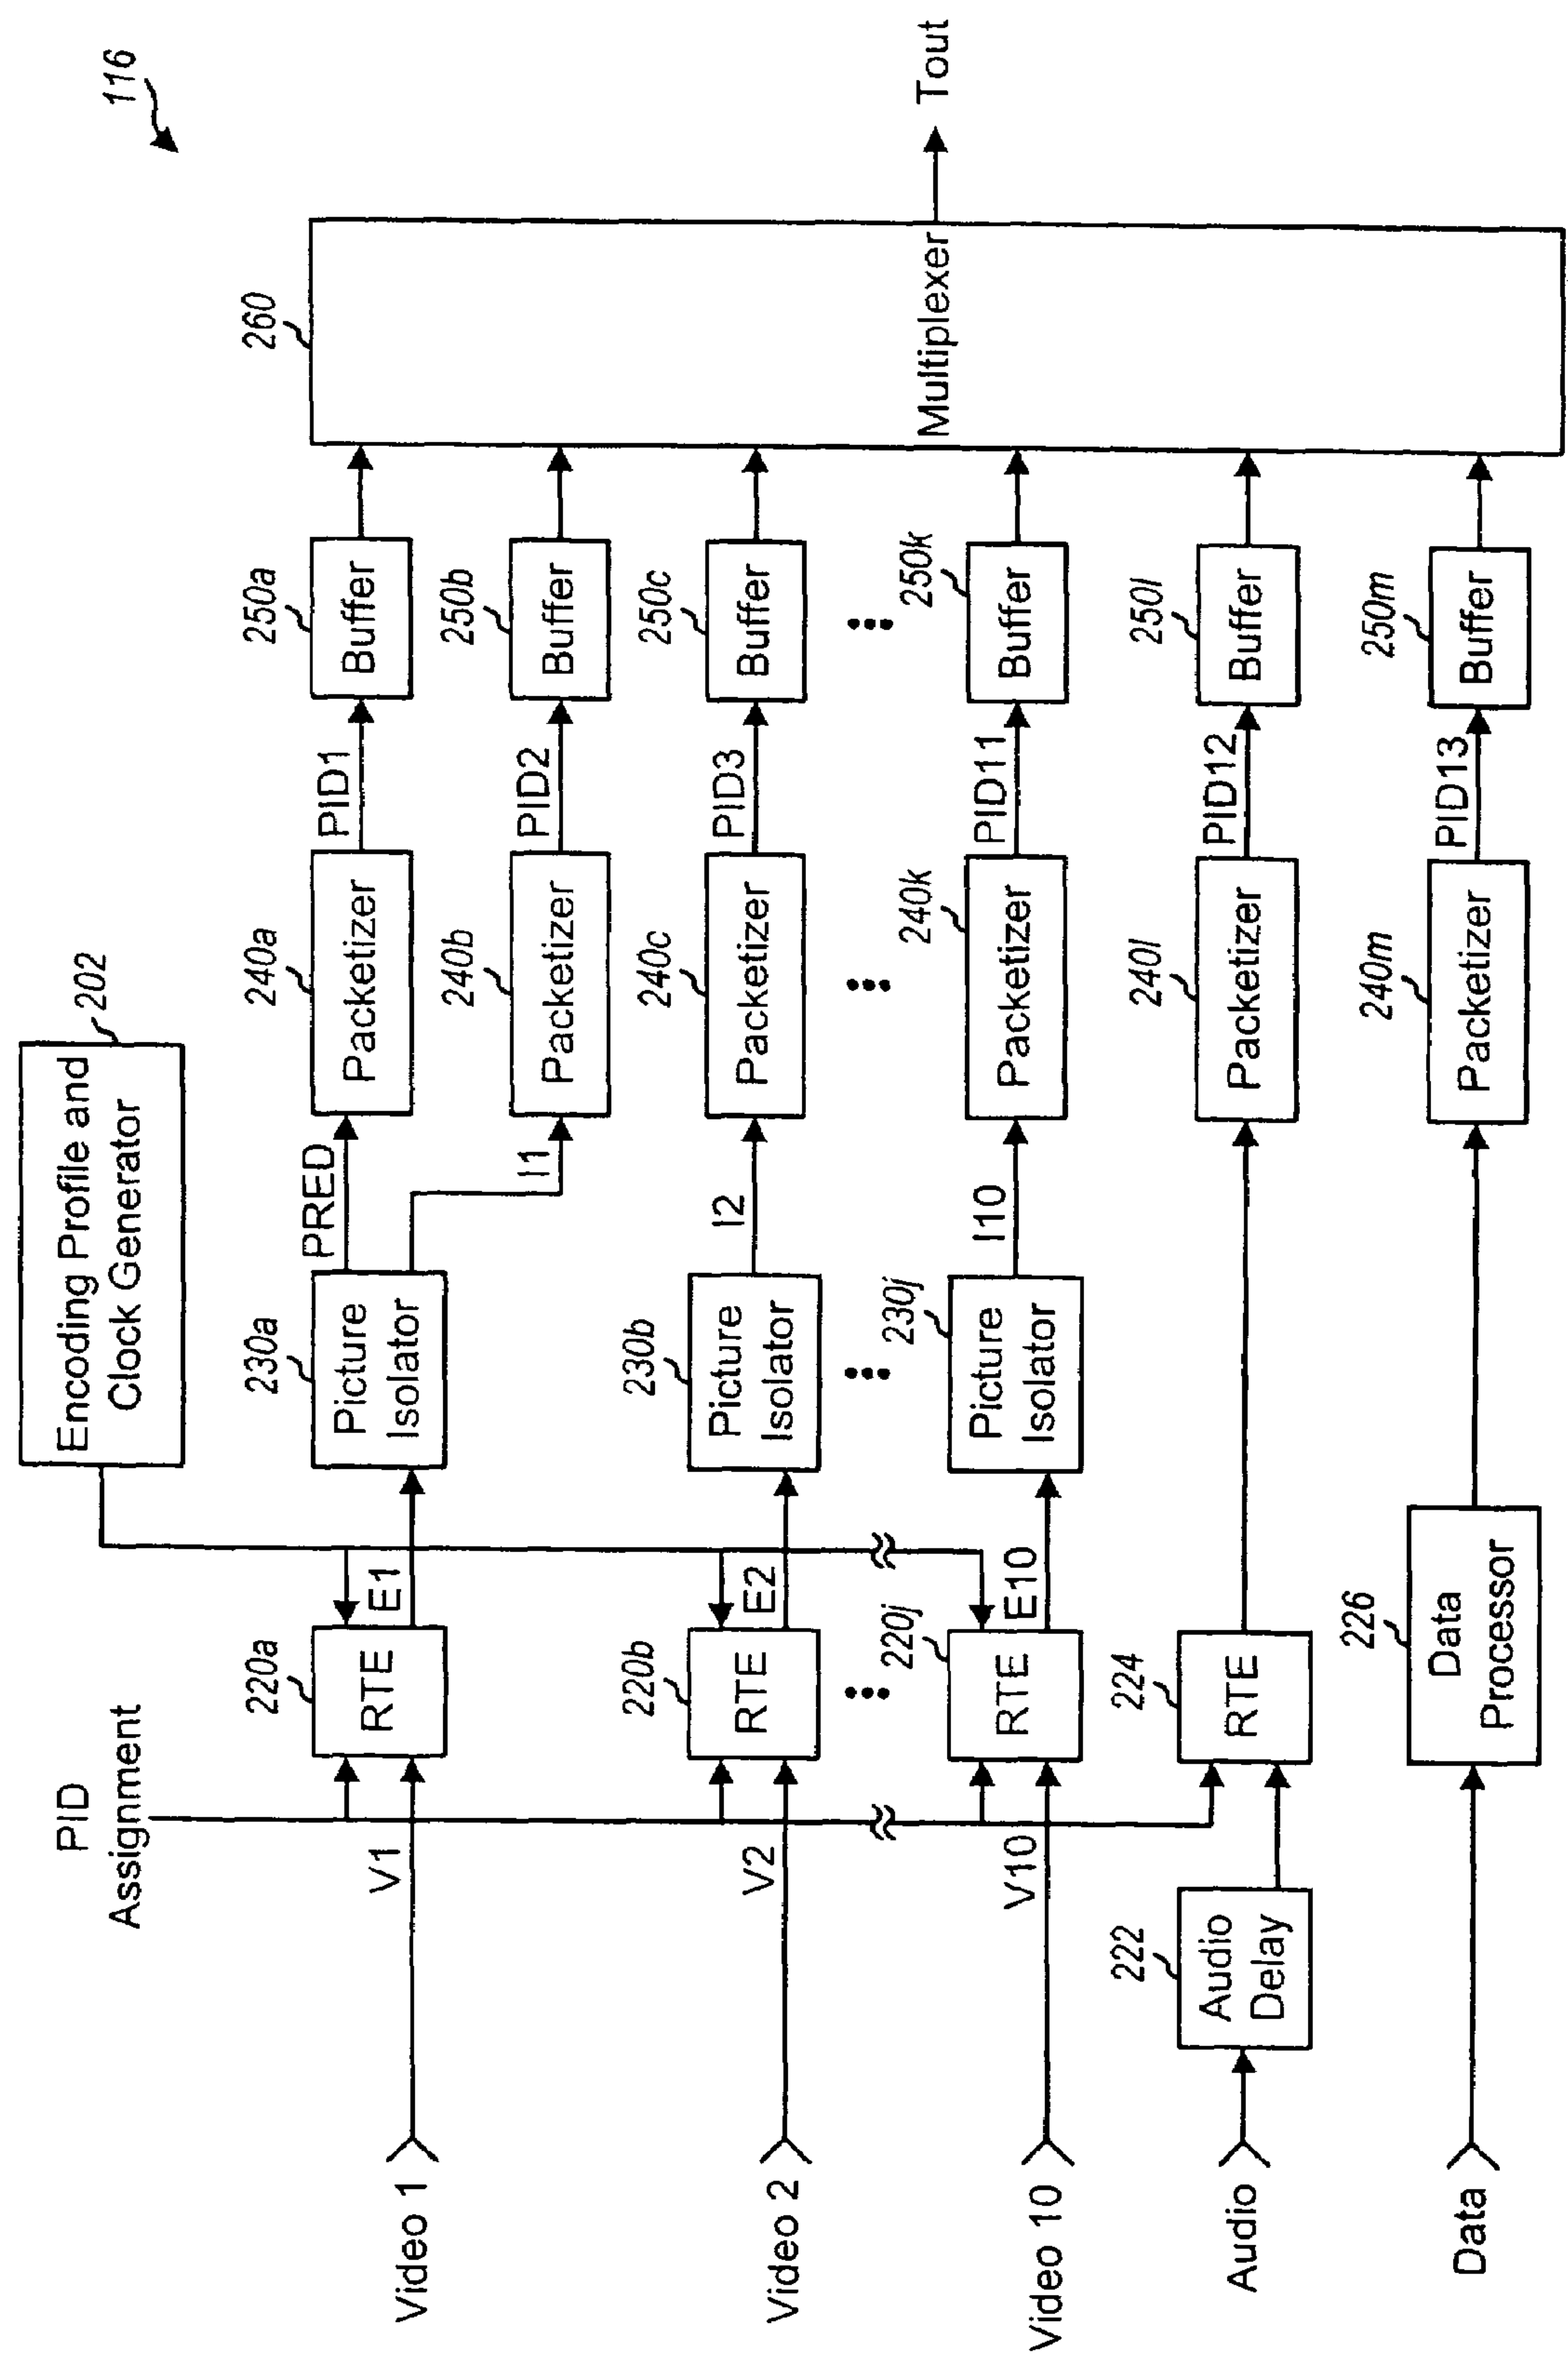 116
Encoding Profile and
Clock Generator
202
PID
Assignment
Video 1
V1
220a
RTE
E1
230a
Picture
Isolator
PRED
I1
240a
Packetizer
PID1
250a
Buffer
240b
Packetizer
PID2
250b
Buffer
Video 2
V2
220b
RTE
E2
230b
Picture
Isolator
I2
240c
Packetizer
PID3
250c
Buffer
Video 10
V10
220j
RTE
E10
230j
Picture
Isolator
I10
240k
Packetizer
PID11
250k
Buffer
Audio
222
Audio
Delay
224
RTE
240l
Packetizer
PID12
250l
Buffer
Data
226
Data
Processor
240m
Packetizer
PID13
250m
Buffer
260
Multiplexer
Tout